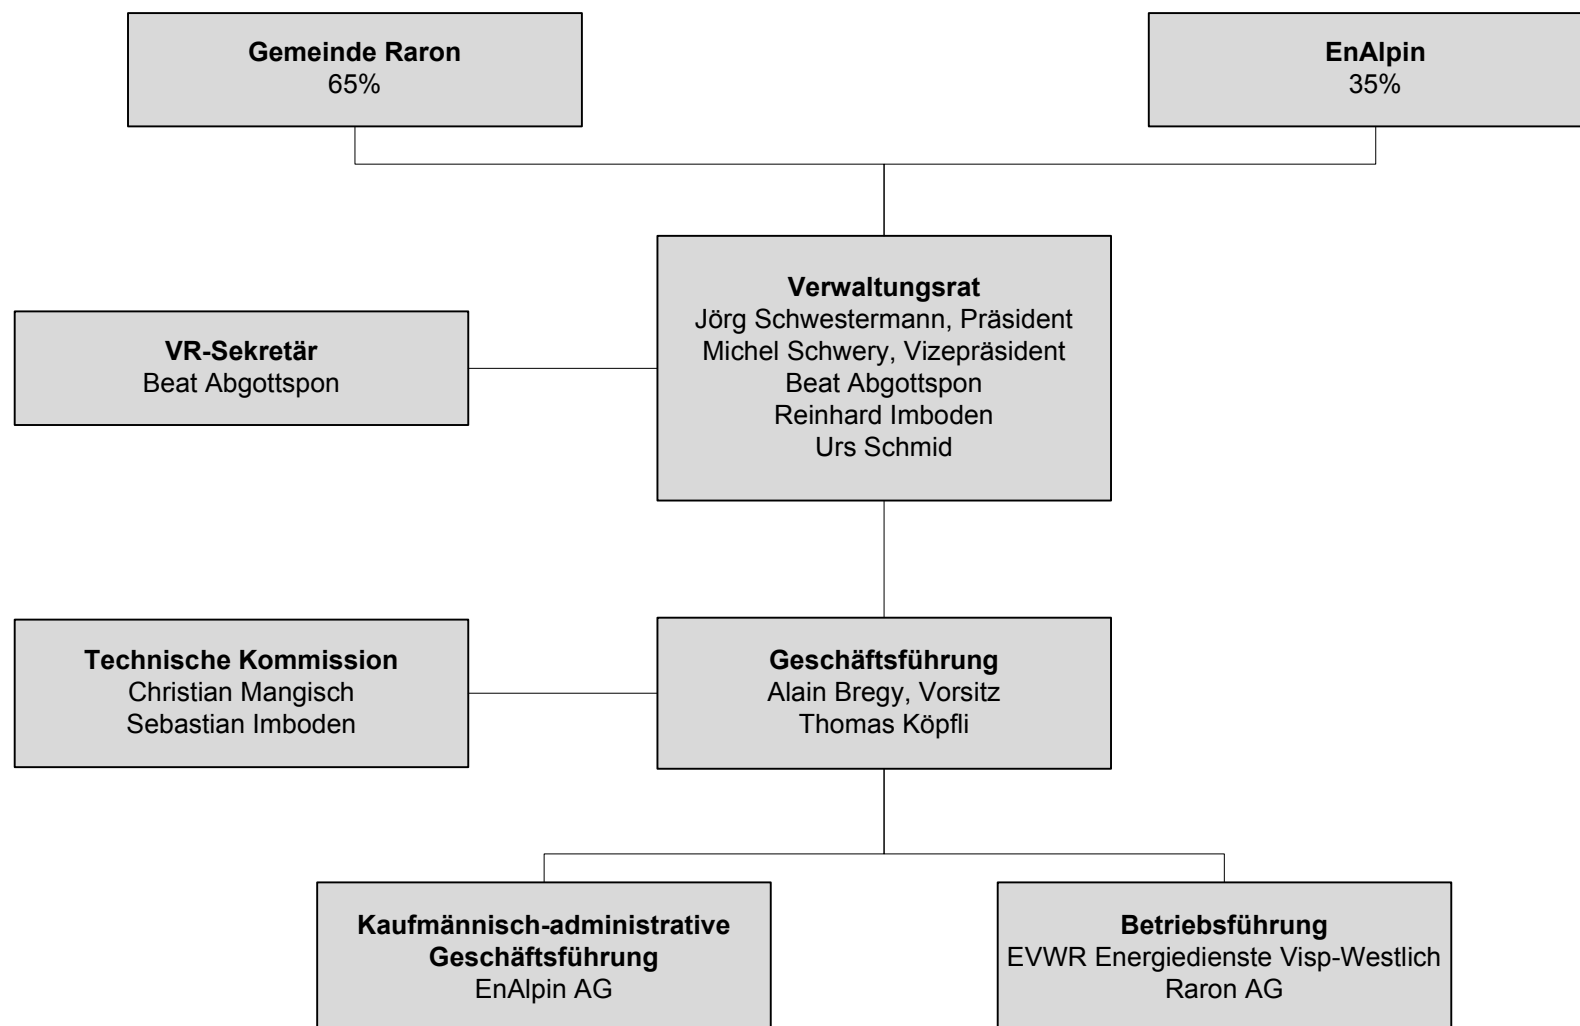 Gemeinde Raron
65%
EnAlpin
35%
Verwaltungsrat
Jörg Schwestermann, Präsident
Michel Schwery, Vizepräsident
Beat Abgottspon
Reinhard Imboden
Urs Schmid
VR-Sekretär
Beat Abgottspon
Technische Kommission
Christian Mangisch
Sebastian Imboden
Geschäftsführung
Alain Bregy, Vorsitz
Thomas Köpfli
Kaufmännisch-administrative
Geschäftsführung
EnAlpin AG
Betriebsführung
EVWR Energiedienste Visp-Westlich
Raron AG